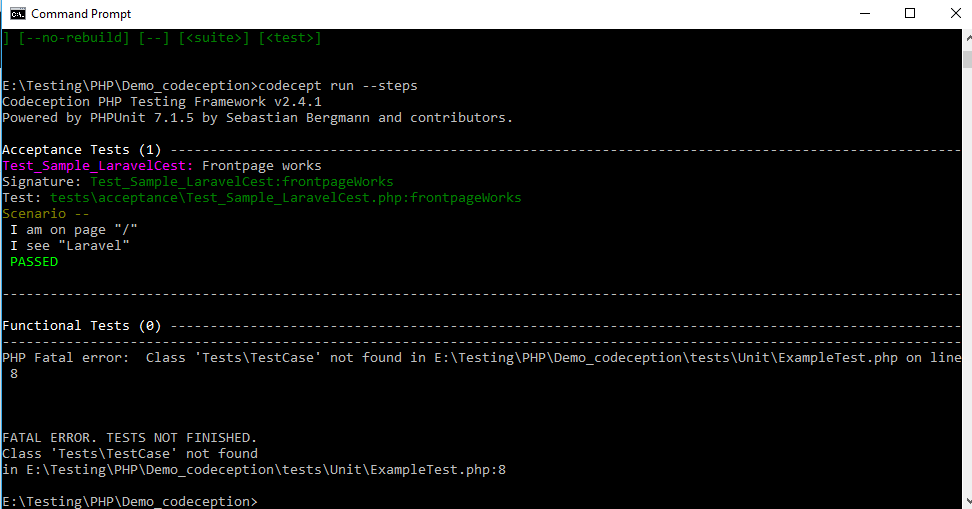 Command Prompt
] [--no-rebuild] [--] [<suite>] [<test>]
E:\Testing\PHP\Demo_codeception>codecept run --steps
Codeception PHP Testing Framework v2.4.1
Powered by PHPUnit 7.1.5 by Sebastian Bergmann and contributors.
Acceptance Tests (1) ---------------------------------------------------------------------------------------------------
Test_Sample_LaravelCest: Frontpage works
Signature: Test_Sample_LaravelCest:frontpageWorks
Test: tests\acceptance\Test_Sample_LaravelCest.php:frontpageWorks
Scenario --
I am on page "/"
I see "Laravel"
PASSED
------------------------------------------------------------------------------------------------------------------------
Functional Tests (0) ---------------------------------------------------------------------------------------------------
------------------------------------------------------------------------------------------------------------------------
PHP Fatal error:  Class 'Tests\TestCase' not found in E:\Testing\PHP\Demo_codeception\tests\Unit\ExampleTest.php on line
8
FATAL ERROR. TESTS NOT FINISHED.
Class 'Tests\TestCase' not found
in E:\Testing\PHP\Demo_codeception\tests\Unit\ExampleTest.php:8
E:\Testing\PHP\Demo_codeception>